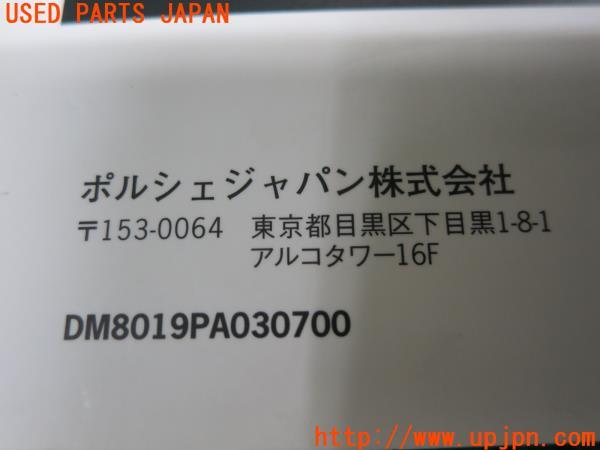 USED PARTS JAPAN
ポルシェジャパン株式会社
〒153-0064 東京都目黒区下目黒1-8-1
アルコタワー16F
DM8019PA030700
http://www.upjpn.com/